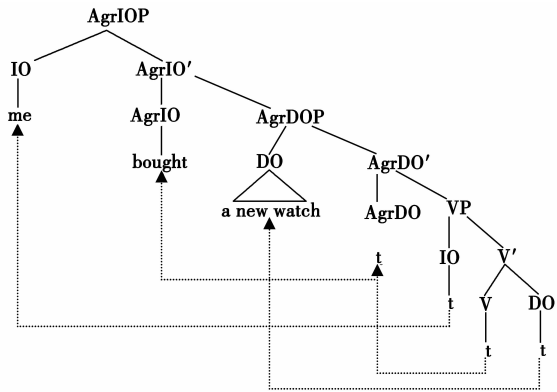 AgrIOP
IO AgrIO′
me AgrIO AgrDOP
bought DO AgrDO′
a new watch AgrDO VP
t IO V′
t V DO
t t